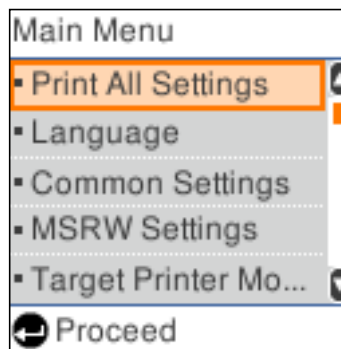 Main Menu
Print All Settings
Language
Common Settings
MSRW Settings
Target Printer Mo...
Proceed